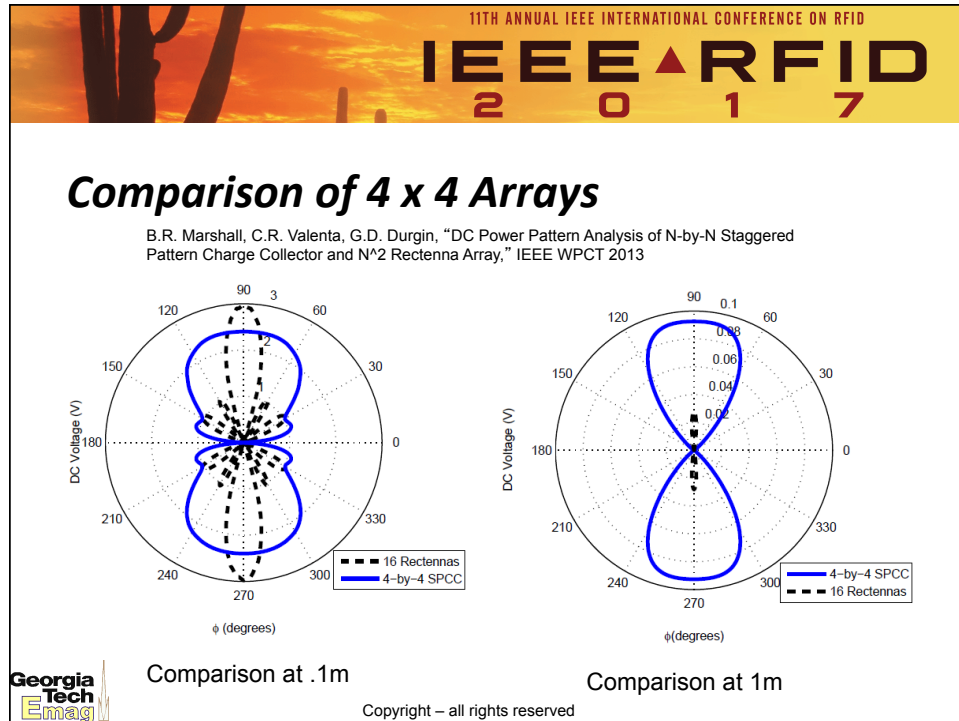 11TH ANNUAL IEEE INTERNATIONAL CONFERENCE ON RFID
IEEE▲RFID
2 0 1 7
Comparison of 4 x 4 Arrays
B.R. Marshall, C.R. Valenta, G.D. Durgin, “DC Power Pattern Analysis of N-by-N Staggered
Pattern Charge Collector and N^2 Rectenna Array,” IEEE WPCT 2013
90
3
120
60
2
150
30
1
DC Voltage (V)
180
0
210
330
240
300
270
16 Rectennas
4-by-4 SPCC
ϕ (degrees)
Comparison at .1m
90
0.1
120
60
0.08
0.06
150
30
0.04
0.02
DC Voltage (V)
180
0
210
330
240
300
270
4-by-4 SPCC
16 Rectennas
ϕ(degrees)
Comparison at 1m
Georgia
Tech
Emag
Copyright – all rights reserved